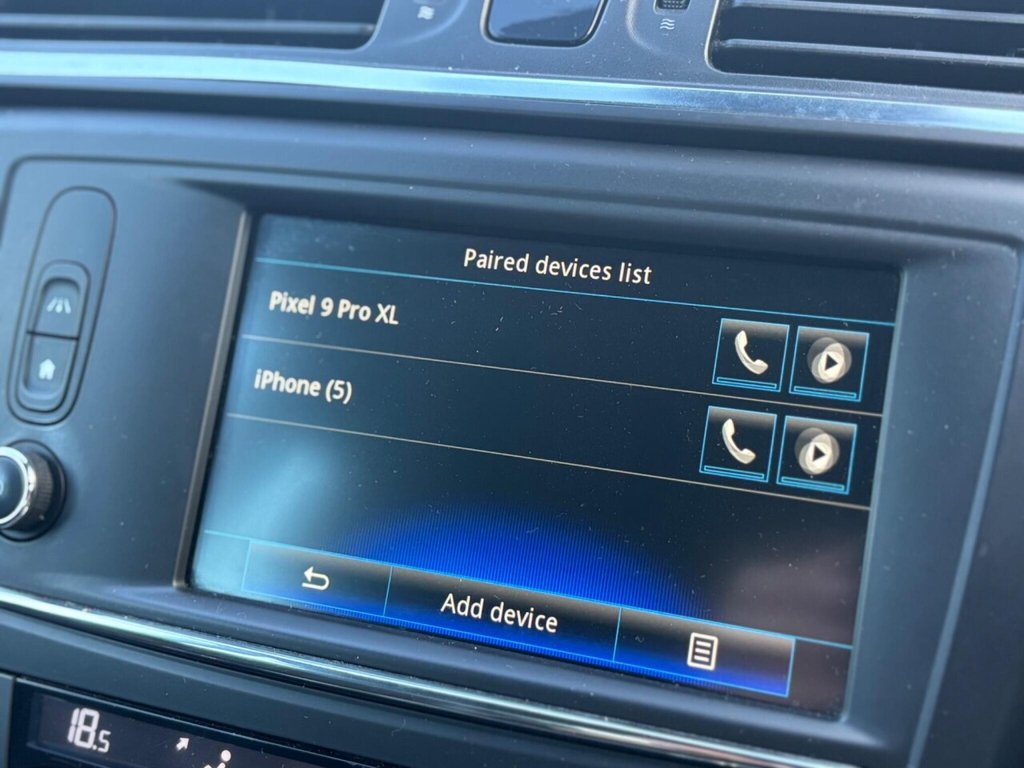 Paired devices list
Pixel 9 Pro XL
iPhone (5)
Add device
18.5